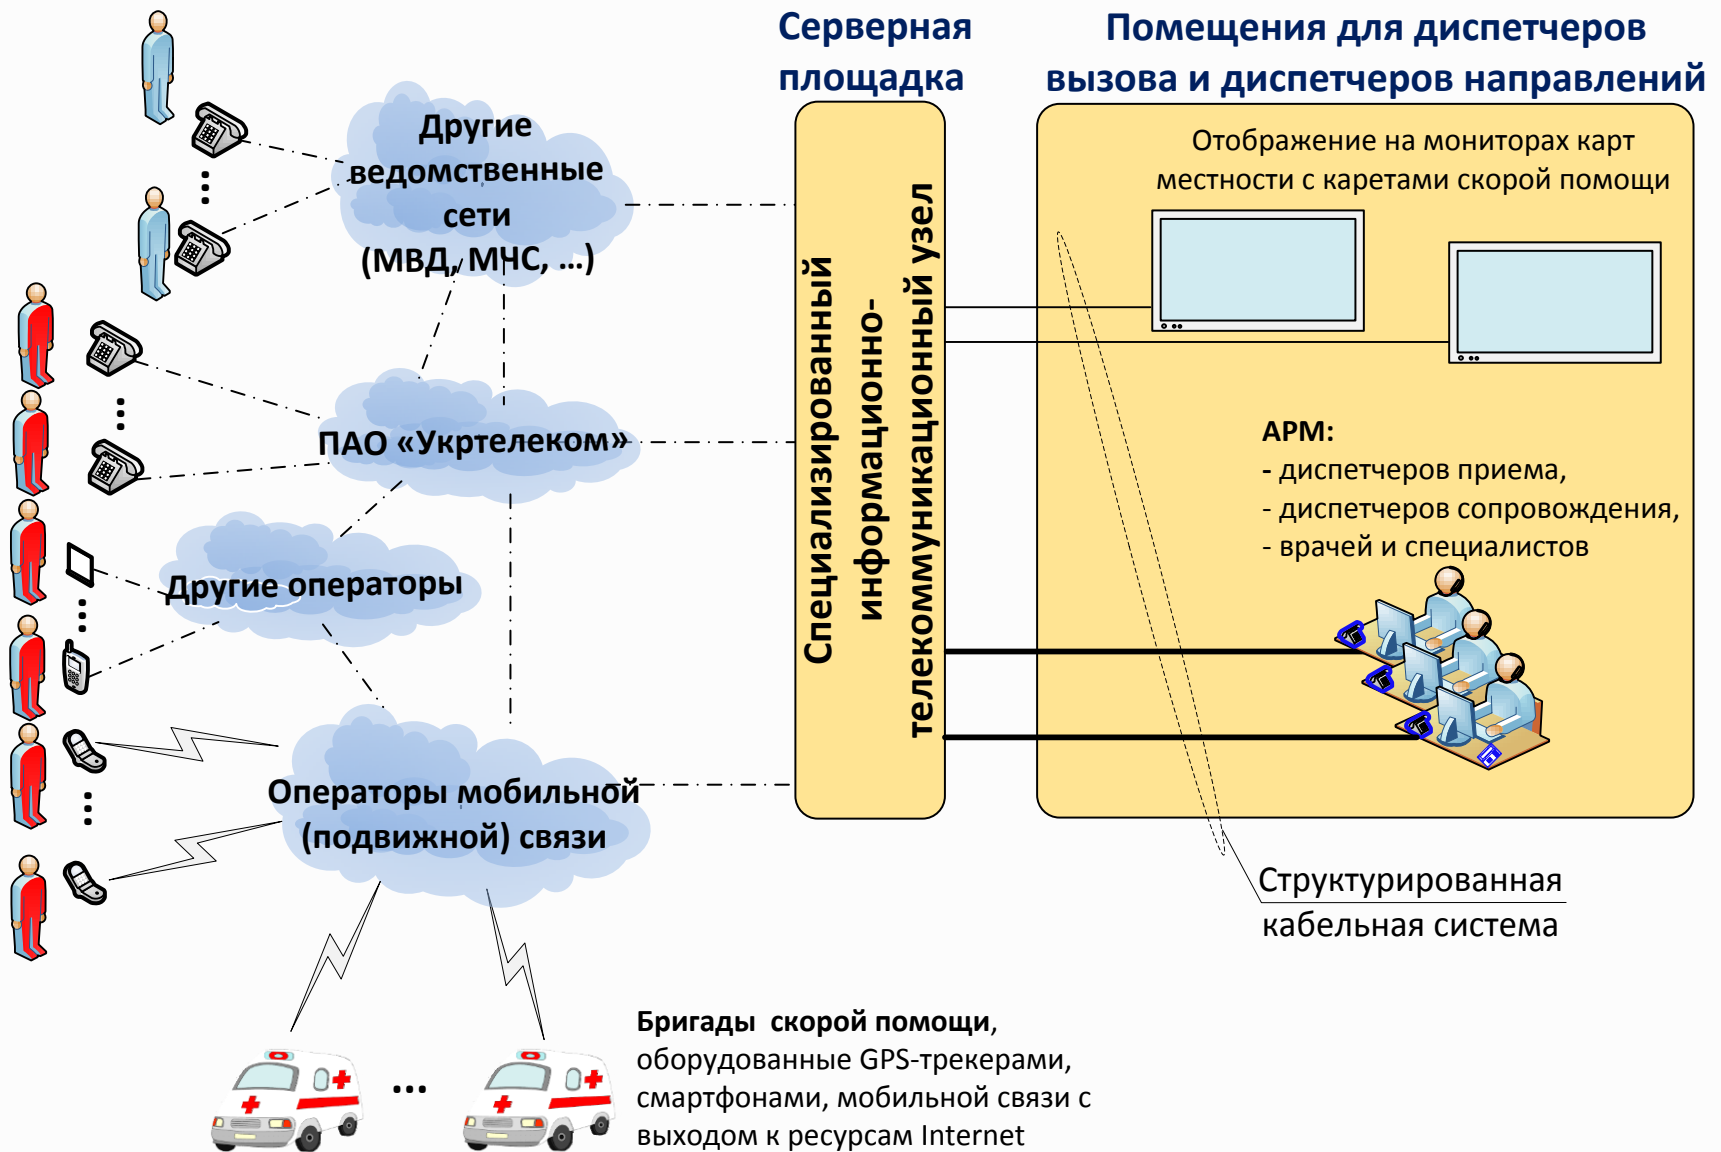 Серверная
площадка
Помещения для диспетчеров
вызова и диспетчеров направлений
Другие
ведомственные
сети
(МВД, МЧС, ...)
ПАО «Укртелеком»
Другие операторы
Операторы мобильной
(подвижной) связи
Специализированный
информационно-
телекоммуникационный узел
Отображение на мониторах карт
местности с каретами скорой помощи
АРМ:
- диспетчеров приема,
- диспетчеров сопровождения,
- врачей и специалистов
Структурированная
кабельная система
Бригады скорой помощи,
оборудованные GPS-трекерами,
смартфонами, мобильной связи с
выходом к ресурсам Internet